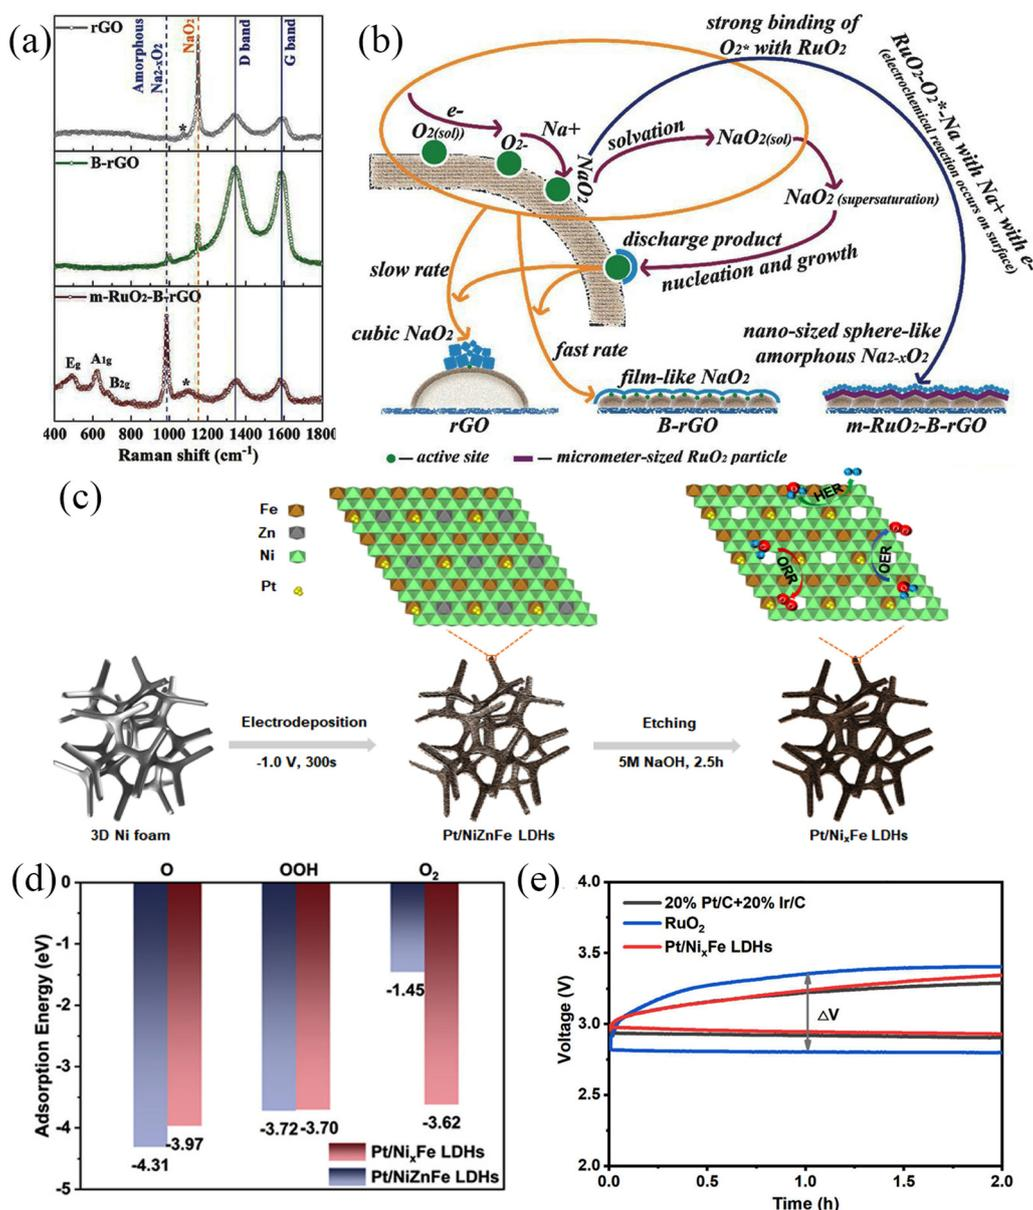 (a)
rGO
Amorphous
Na2-xO2
NaO2
D band
G band
*
B-rGO
m-RuO2-B-rGO
Eg
A1g
B2g
*
400 600 800 1000 1200 1400 1600 1800
Raman shift (cm-1)
(b)
strong binding of
O2* with RuO2
RuO2-O2*-Na with Na+ with e-
(electrochemical reaction occurs on surface)
e-
O2(sol))
O2-
Na+
NaO2
solvation
NaO2(sol)
NaO2 (supersaturation)
discharge product
nucleation and growth
slow rate
cubic NaO2
fast rate
film-like NaO2
nano-sized sphere-like
amorphous Na2-xO2
rGO
B-rGO
m-RuO2-B-rGO
— active site
— micrometer-sized RuO2 particle
(c)
Fe
Zn
Ni
Pt
HER
ORR
OER
Electrodeposition
-1.0 V, 300s
Etching
5M NaOH, 2.5h
3D Ni foam
Pt/NiZnFe LDHs
Pt/NixFe LDHs
(d)
O
OOH
O2
0
-1
-2
-3
-4
-5
Adsorption Energy (eV)
-4.31
-3.97
-3.72
-3.70
-1.45
-3.62
Pt/NixFe LDHs
Pt/NiZnFe LDHs
(e)
4.0
3.5
3.0
2.5
2.0
Voltage (V)
20% Pt/C+20% Ir/C
RuO2
Pt/NixFe LDHs
△V
0.0 0.5 1.0 1.5 2.0
Time (h)